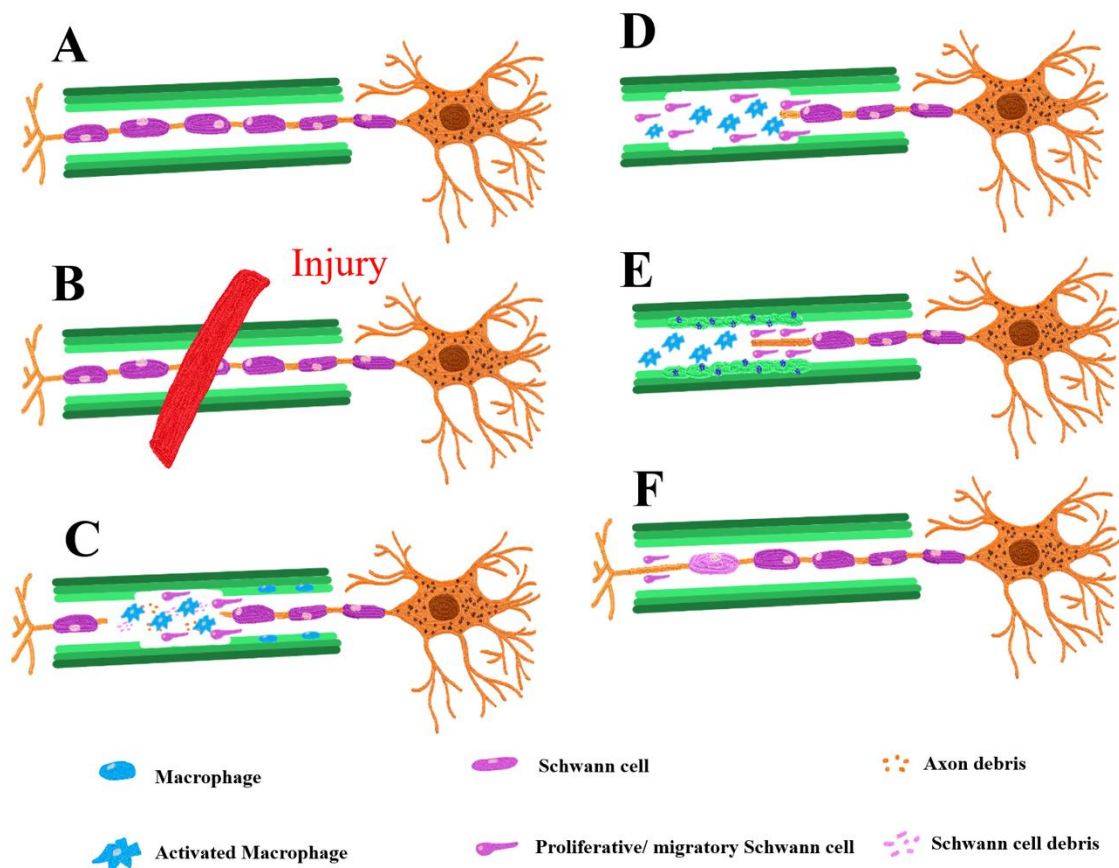 A
D
Injury
B
E
C
F
Macrophage
Schwann cell
Axon debris
Activated Macrophage
Proliferative/ migratory Schwann cell
Schwann cell debris